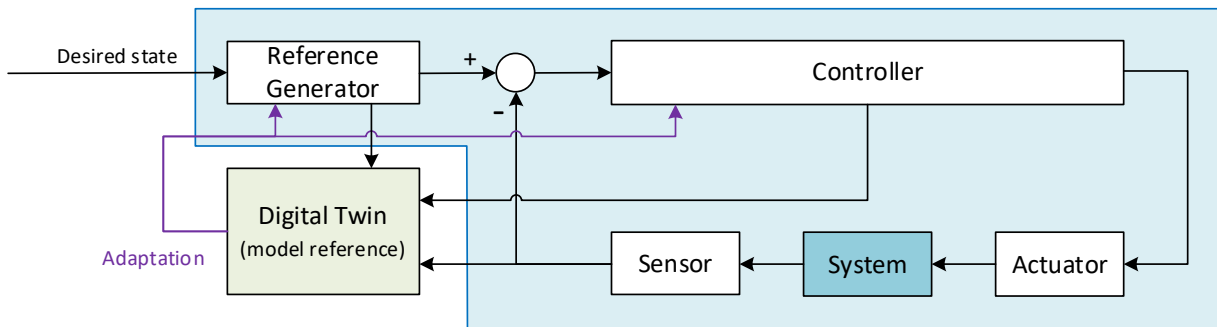 Desired state
Reference
Generator
+
-
Controller
Digital Twin
(model reference)
Adaptation
Sensor
System
Actuator